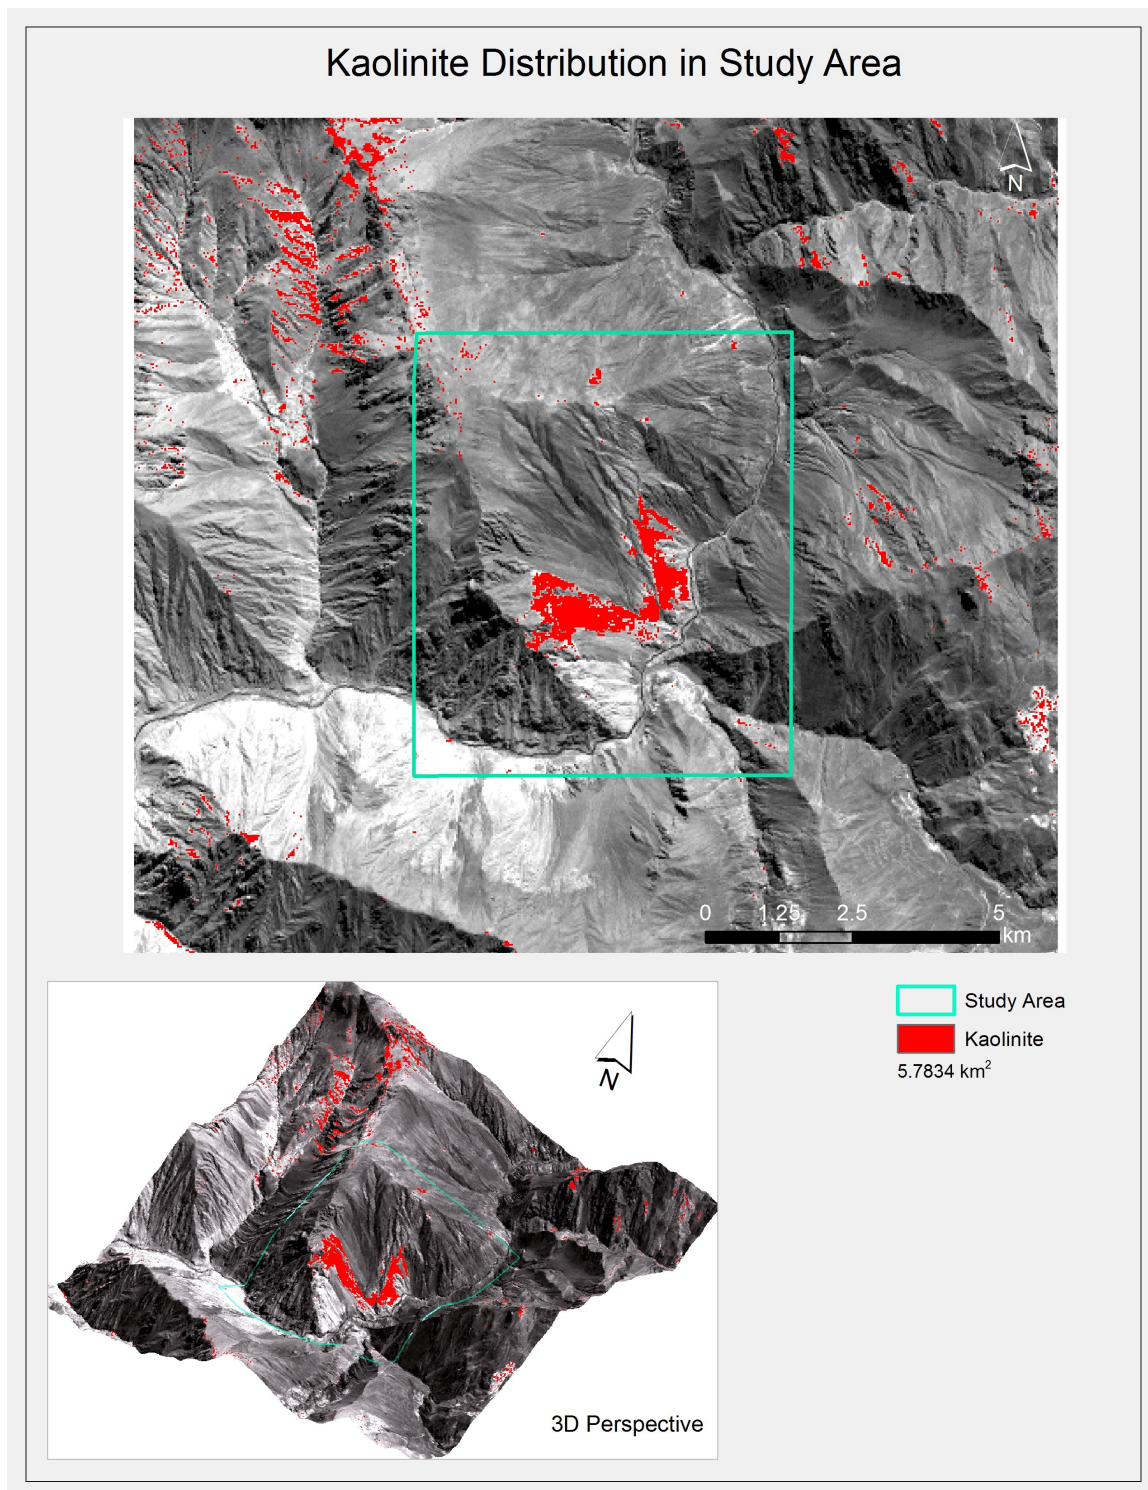 Kaolinite Distribution in Study Area
N
0 1.25 2.5 5
km
Study Area
Kaolinite
5.7834 km²
N
3D Perspective